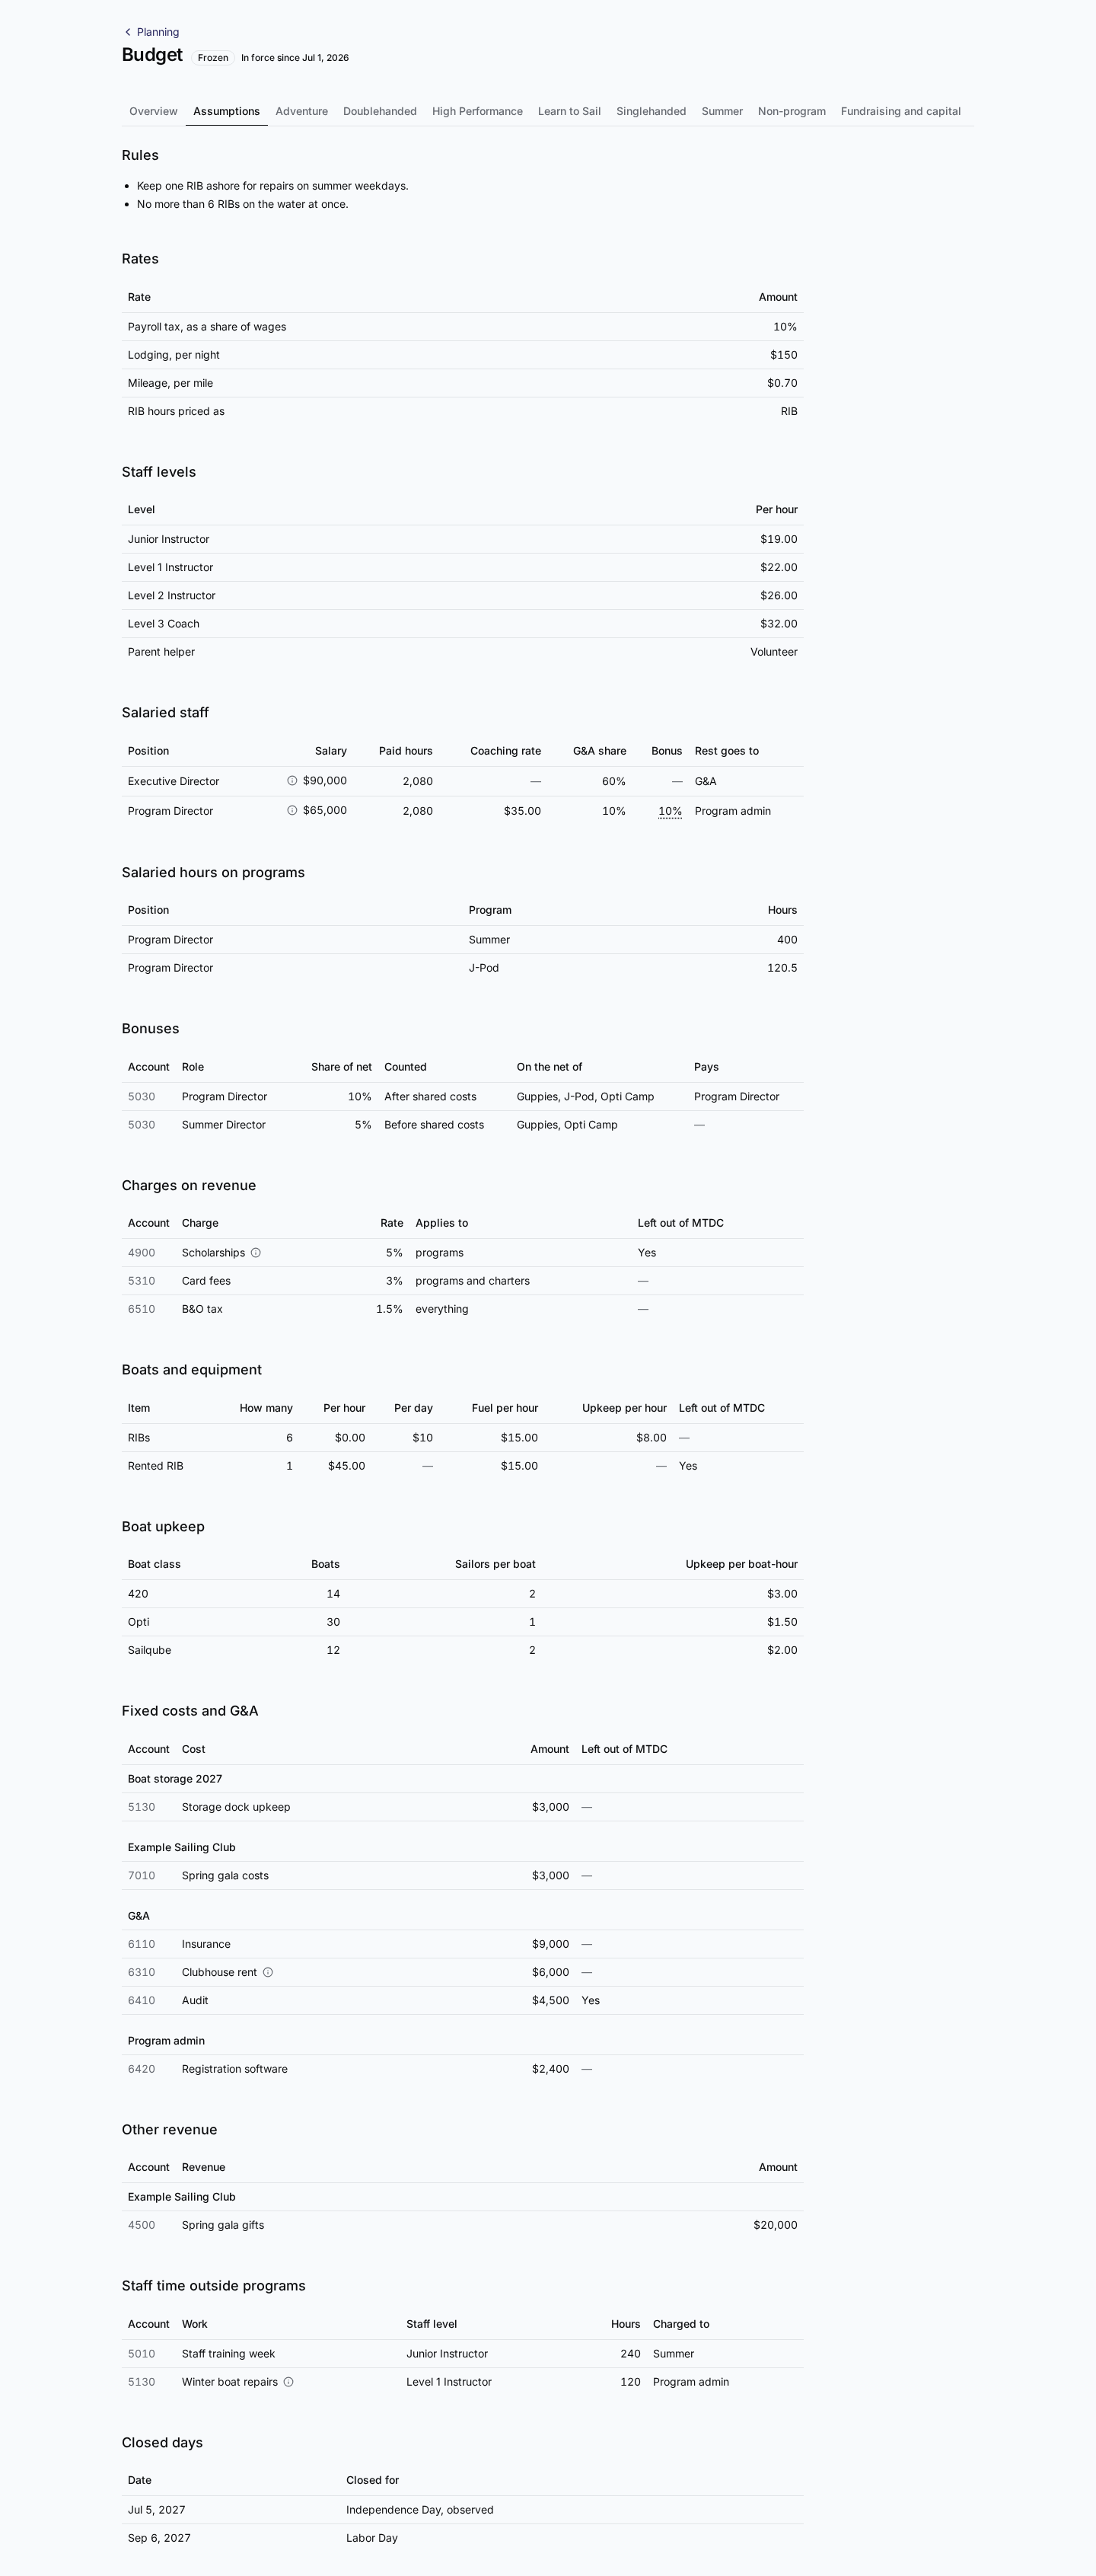 Planning
Budget Frozen In force since Jul 1, 2026
Overview Assumptions Adventure Doublehanded High Performance Learn to Sail Singlehanded Summer Non-program Fundraising and capital
Rules
• Keep one RIB ashore for repairs on summer weekdays.
• No more than 6 RIBs on the water at once.
Rates
Rate Amount
Payroll tax, as a share of wages 10%
Lodging, per night $150
Mileage, per mile $0.70
RIB hours priced as RIB
Staff levels
Level Per hour
Junior Instructor $19.00
Level 1 Instructor $22.00
Level 2 Instructor $26.00
Level 3 Coach $32.00
Parent helper Volunteer
Salaried staff
Position Salary Paid hours Coaching rate G&A share Bonus Rest goes to
Executive Director $90,000 2,080 — 60% — G&A
Program Director $65,000 2,080 $35.00 10% 10% Program admin
Salaried hours on programs
Position Program Hours
Program Director Summer 400
Program Director J-Pod 120.5
Bonuses
Account Role Share of net Counted On the net of Pays
5030 Program Director 10% After shared costs Guppies, J-Pod, Opti Camp Program Director
5030 Summer Director 5% Before shared costs Guppies, Opti Camp —
Charges on revenue
Account Charge Rate Applies to Left out of MTDC
4900 Scholarships 5% programs Yes
5310 Card fees 3% programs and charters —
6510 B&O tax 1.5% everything —
Boats and equipment
Item How many Per hour Per day Fuel per hour Upkeep per hour Left out of MTDC
RIBs 6 $0.00 $10 $15.00 $8.00 —
Rented RIB 1 $45.00 — $15.00 — Yes
Boat upkeep
Boat class Boats Sailors per boat Upkeep per boat-hour
420 14 2 $3.00
Opti 30 1 $1.50
Sailqube 12 2 $2.00
Fixed costs and G&A
Account Cost Amount Left out of MTDC
Boat storage 2027
5130 Storage dock upkeep $3,000 —
Example Sailing Club
7010 Spring gala costs $3,000 —
G&A
6110 Insurance $9,000 —
6310 Clubhouse rent $6,000 —
6410 Audit $4,500 Yes
Program admin
6420 Registration software $2,400 —
Other revenue
Account Revenue Amount
Example Sailing Club
4500 Spring gala gifts $20,000
Staff time outside programs
Account Work Staff level Hours Charged to
5010 Staff training week Junior Instructor 240 Summer
5130 Winter boat repairs Level 1 Instructor 120 Program admin
Closed days
Date Closed for
Jul 5, 2027 Independence Day, observed
Sep 6, 2027 Labor Day